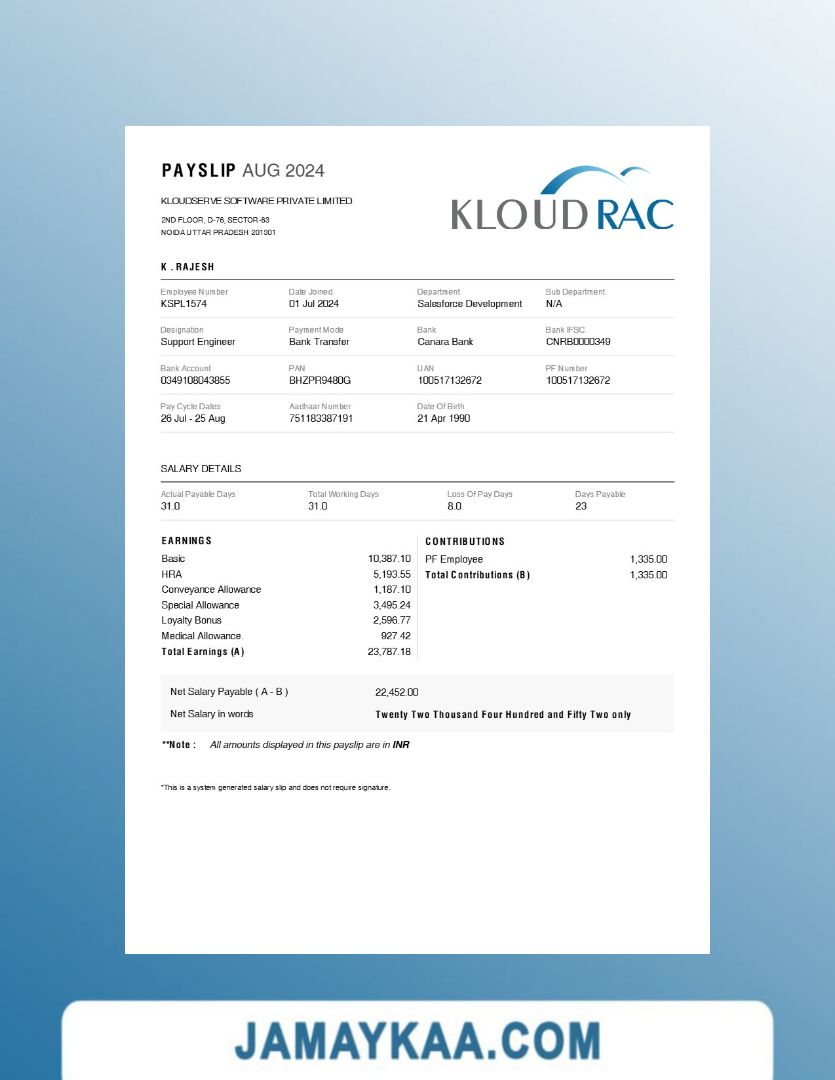 PAYSLIP AUG 2024
KLOUDRAC
KLOUDSERVE SOFTWARE PRIVATE LIMITED
2ND FLOOR, D-76, SECTOR-63
NOIDA UTTAR PRADESH 201301
K . RAJESH
Employee Number Date Joined Department Sub Department
KSPL1574 01 Jul 2024 Salesforce Development N/A
Designation Payment Mode Bank Bank IFSC
Support Engineer Bank Transfer Canara Bank CNRB0000349
Bank Account PAN UAN PF Number
0349108043855 BHZPR9480G 100517132672 100517132672
Pay Cycle Dates Aadhaar Number Date Of Birth
26 Jul - 25 Aug 751183387191 21 Apr 1990
SALARY DETAILS
Actual Payable Days Total Working Days Loss Of Pay Days Days Payable
31.0 31.0 8.0 23
EARNINGS CONTRIBUTIONS
Basic 10,387.10 PF Employee 1,335.00
HRA 5,193.55 Total Contributions (B) 1,335.00
Conveyance Allowance 1,187.10
Special Allowance 3,495.24
Loyalty Bonus 2,596.77
Medical Allowance. 927.42
Total Earnings (A) 23,787.18
Net Salary Payable ( A - B ) 22,452.00
Net Salary in words Twenty Two Thousand Four Hundred and Fifty Two only
**Note : All amounts displayed in this payslip are in INR
*This is a system generated salary slip and does not require signature.
JAMAYKAA.COM